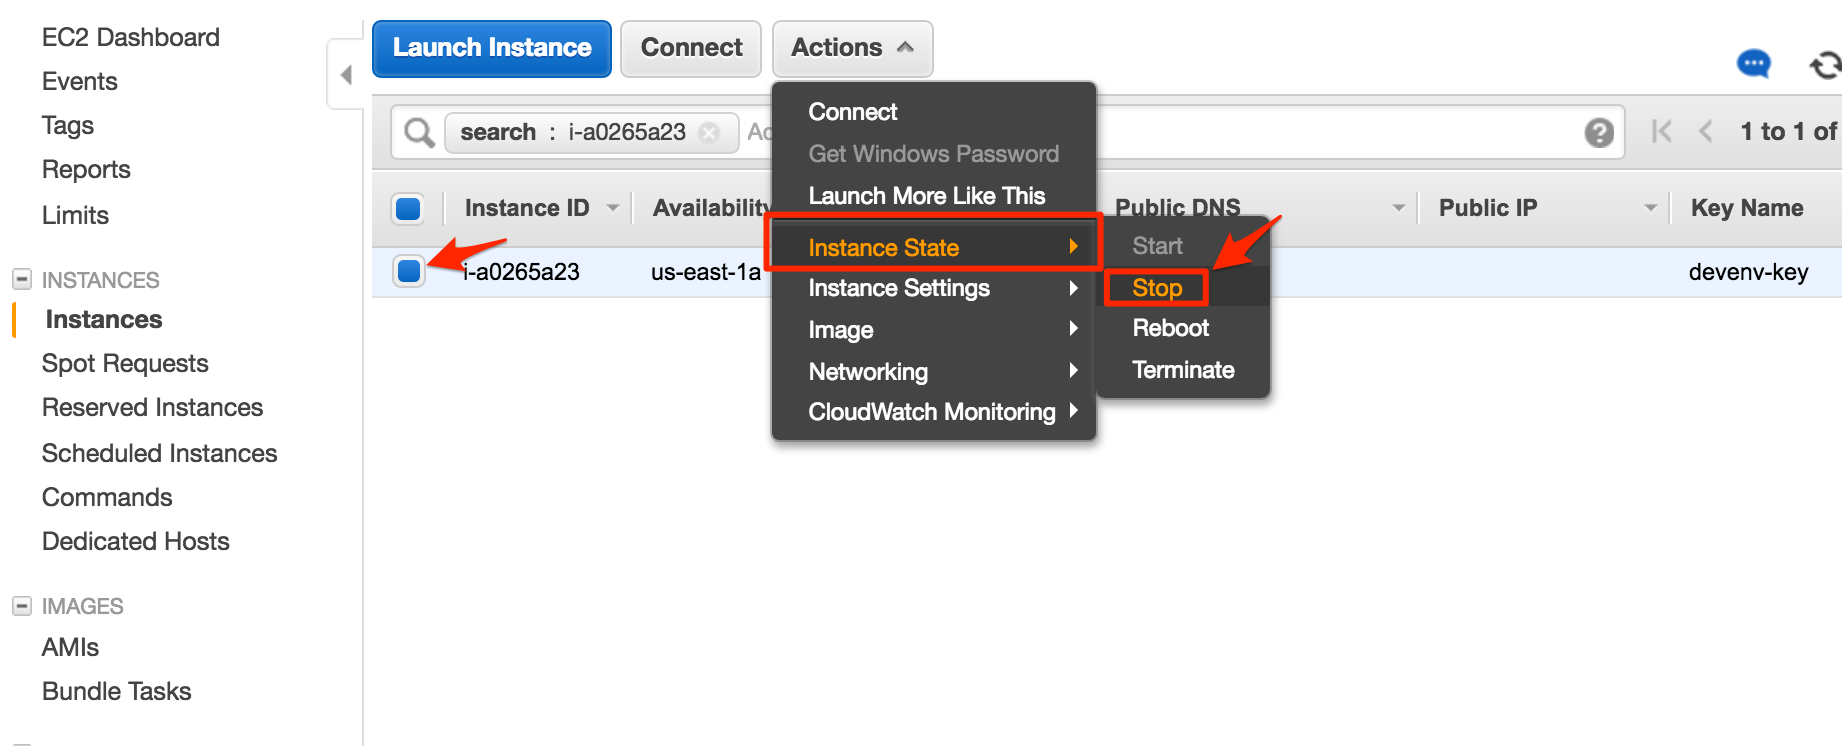 EC2 Dashboard
Events
Tags
Reports
Limits
INSTANCES
Instances
Spot Requests
Reserved Instances
Scheduled Instances
Commands
Dedicated Hosts
IMAGES
AMIs
Bundle Tasks
Launch Instance Connect Actions
search : i-a0265a23 1 to 1 of
Instance ID Availability Public DNS Public IP Key Name
i-a0265a23 us-east-1a devenv-key
Connect
Get Windows Password
Launch More Like This
Instance State
Instance Settings
Image
Networking
CloudWatch Monitoring
Start
Stop
Reboot
Terminate